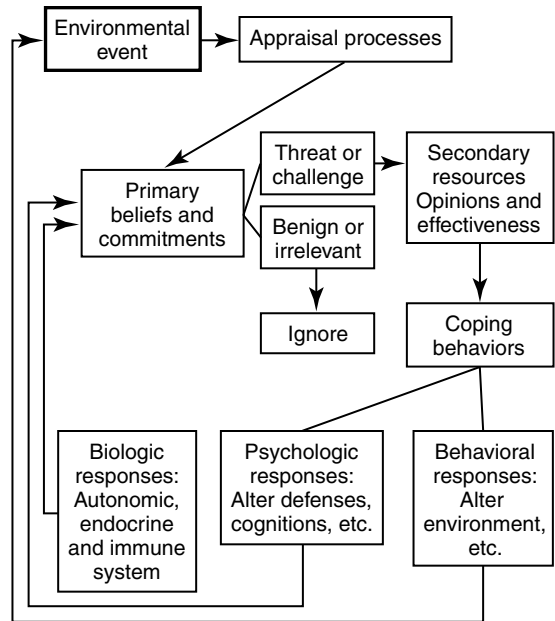 Environmental
event
Appraisal processes
Primary
beliefs and
commitments
Threat or
challenge
Secondary
resources
Opinions and
effectiveness
Benign or
irrelevant
Ignore
Coping
behaviors
Biologic
responses:
Autonomic,
endocrine
and immune
system
Psychologic
responses:
Alter defenses,
cognitions, etc.
Behavioral
responses:
Alter
environment,
etc.